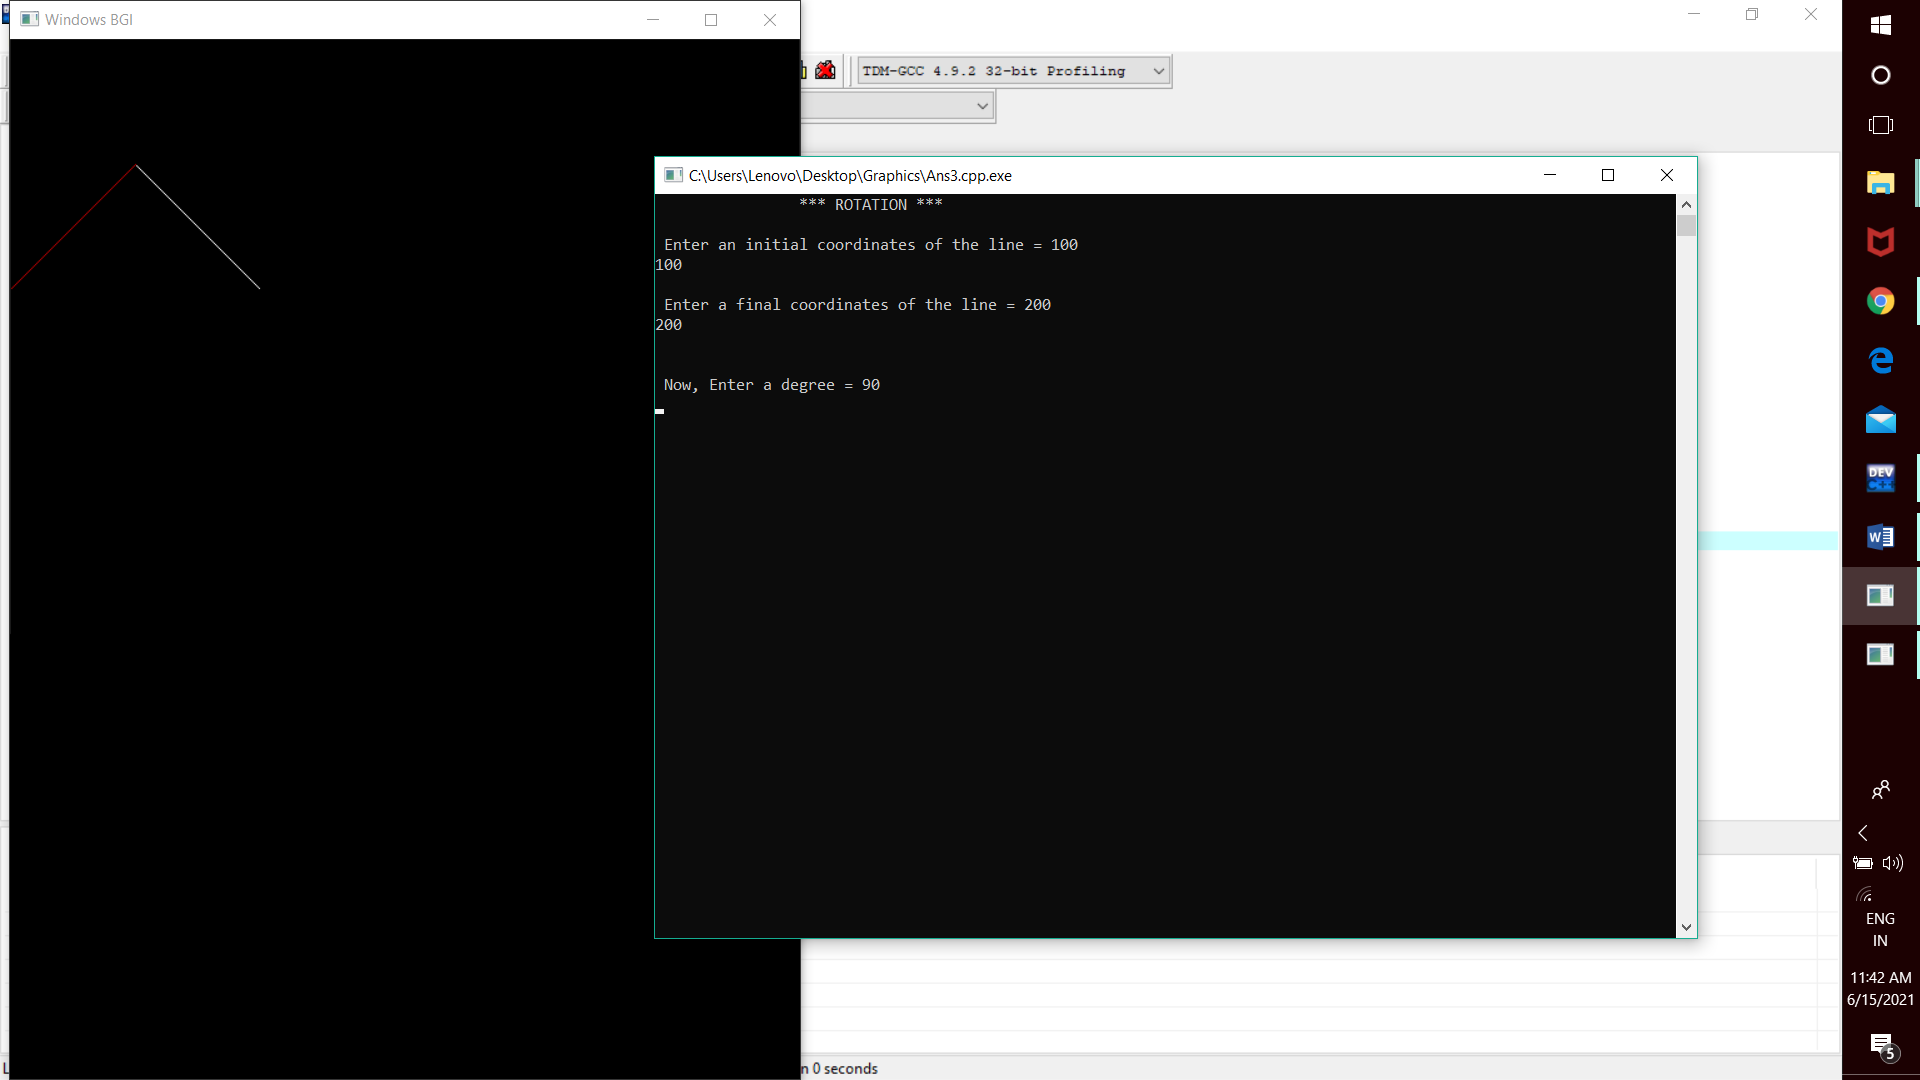 Windows BGI
TDM-GCC 4.9.2 32-bit Profiling
C:\Users\Lenovo\Desktop\Graphics\Ans3.cpp.exe
*** ROTATION ***
Enter an initial coordinates of the line = 100
100
Enter a final coordinates of the line = 200
200
Now, Enter a degree = 90
DEV
C++
W
ENG
IN
11:42 AM
6/15/2021
5
L
n 0 seconds